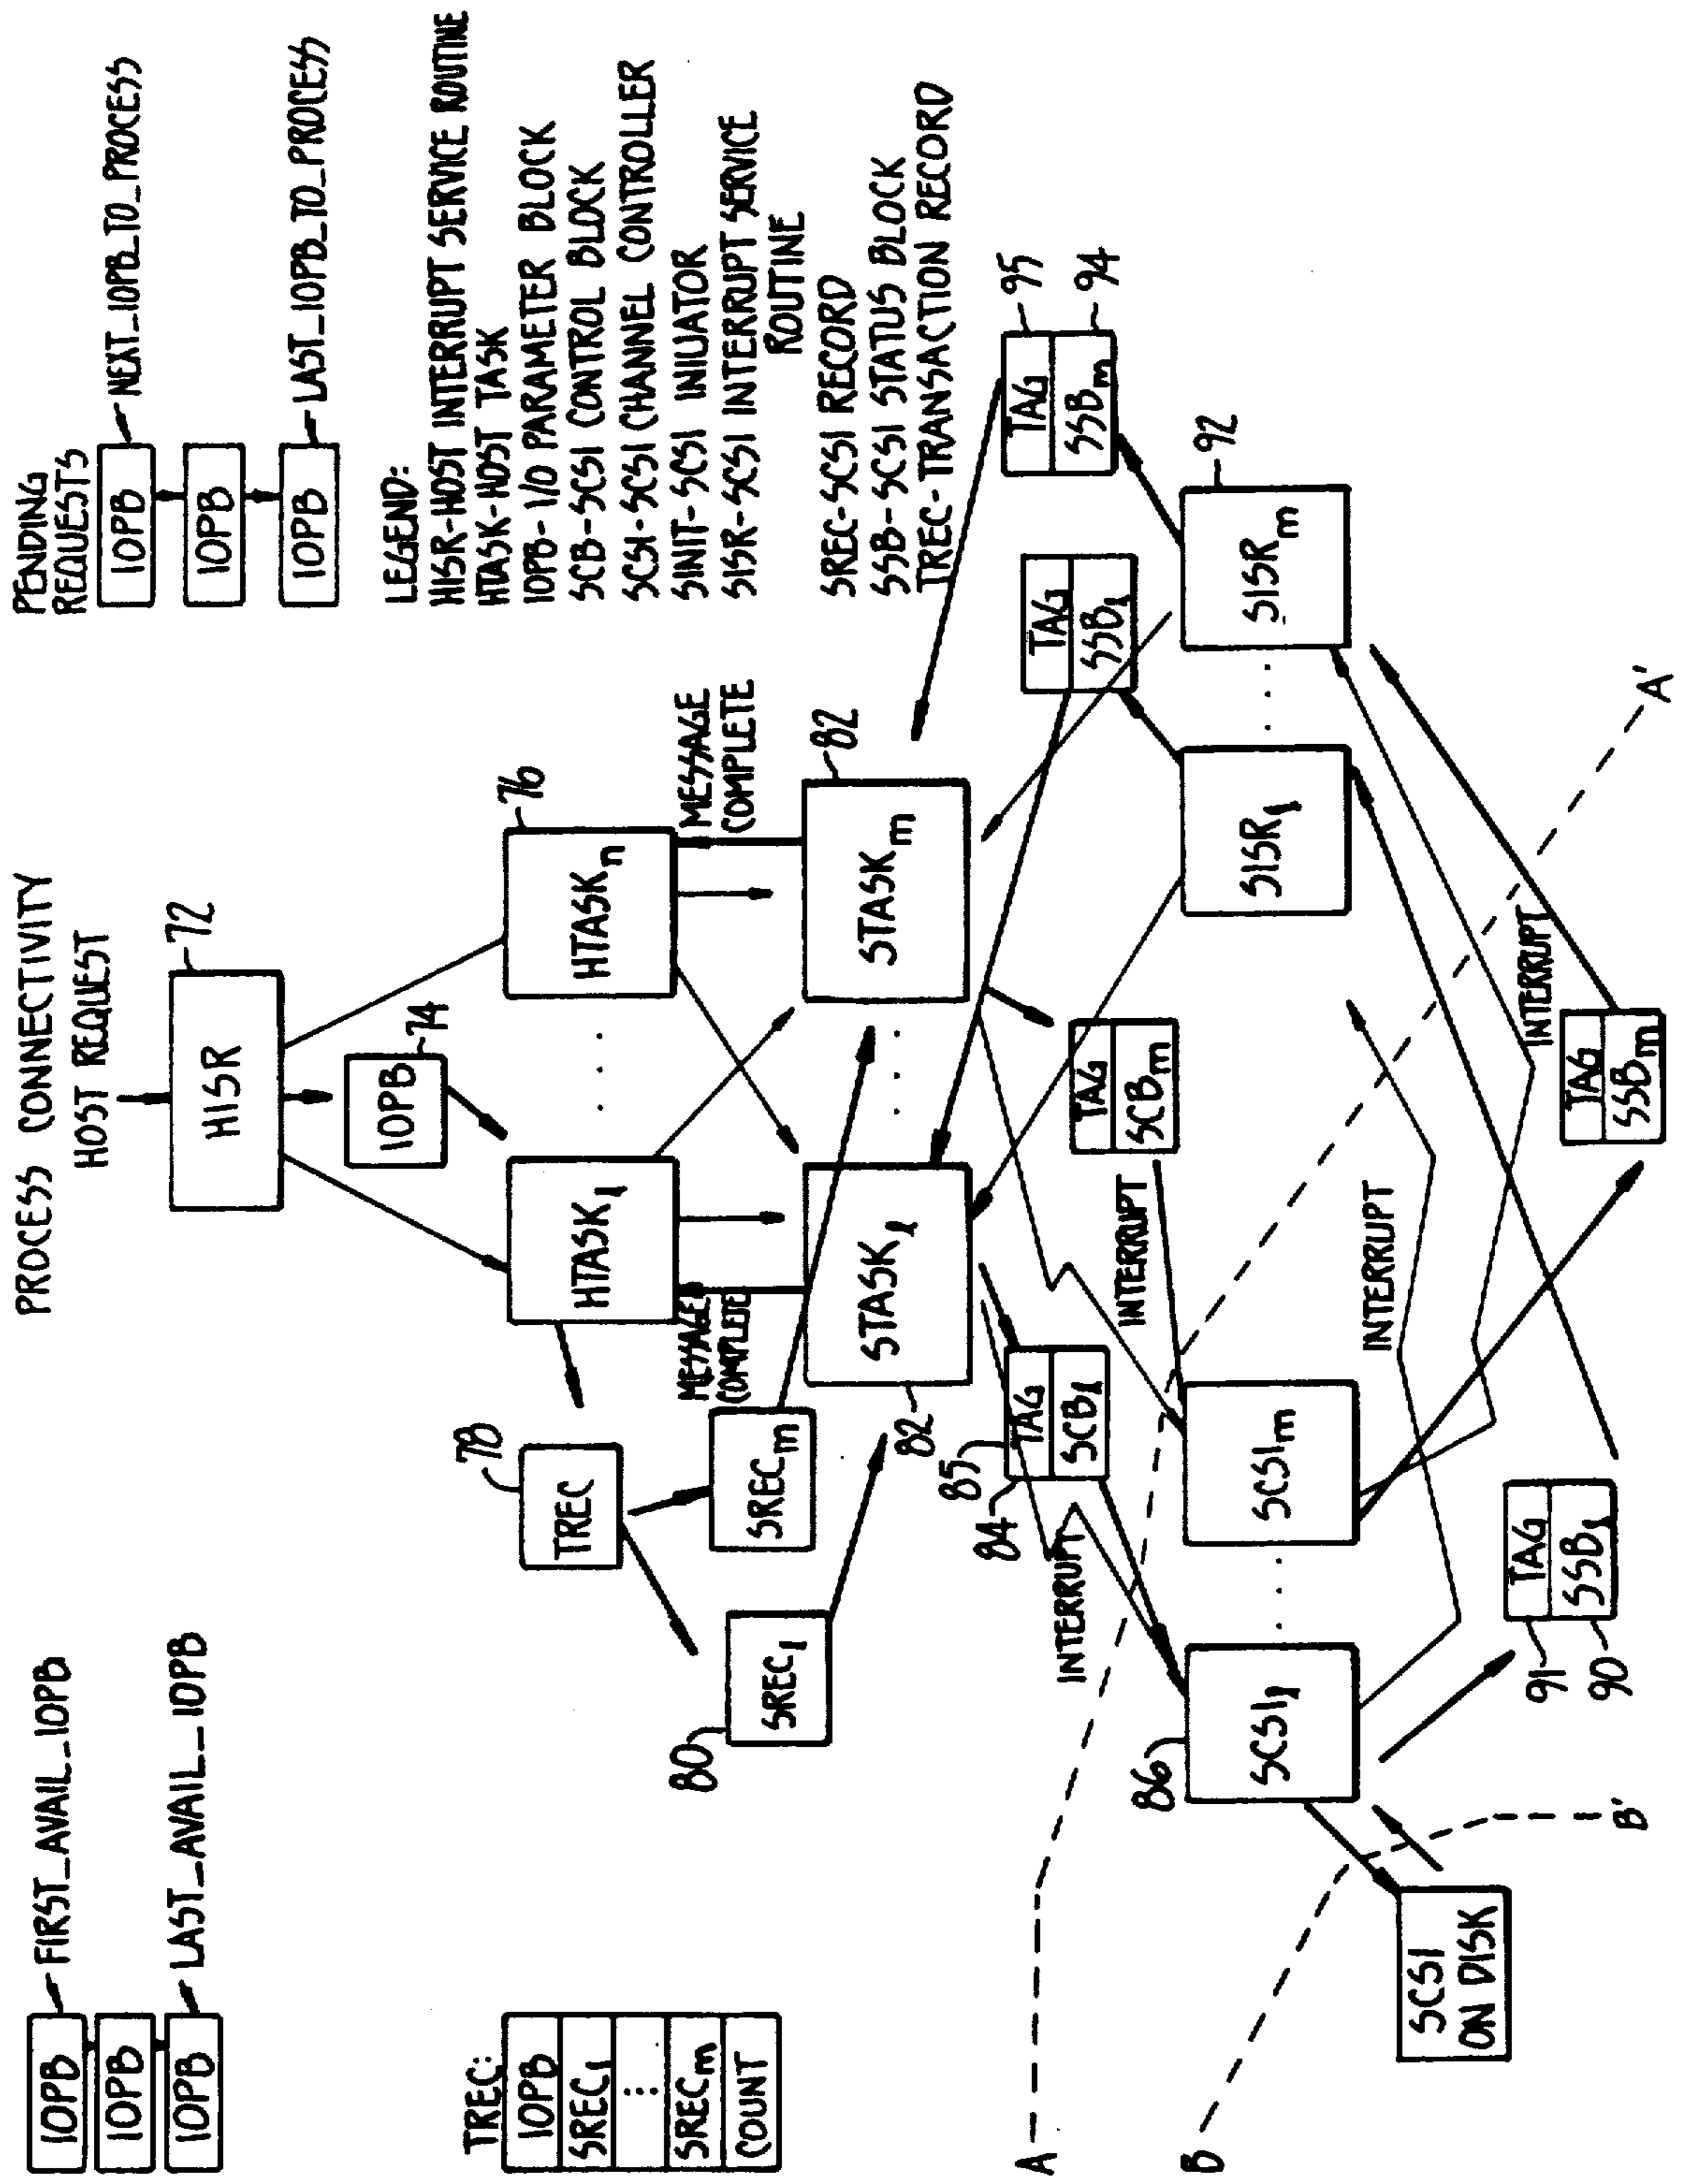 PROCESS CONNECTIVITY
HOST REQUEST
FIRST_AVAIL_IOPB
IOPB
IOPB
IOPB
LAST_AVAIL_IOPB
PENDING
REQUESTS
IOPB
NEXT_IOPB_TO_PROCESS
IOPB
IOPB
LAST_IOPB_TO_PROCESS
HISR
72
IOPB
74
LEGEND:
HISR-HOST INTERRUPT SERVICE ROUTINE
HTASK-HOST TASK
IOPB-I/O PARAMETER BLOCK
SCB-SCSI CONTROL BLOCK
SCSI-SCSI CHANNEL CONTROLLER
SINIT-SCSI INIUATOR
SISR-SCSI INTERRUPT SERVICE
ROUTINE
SREC-SCSI RECORD
SSB-SCSI STATUS BLOCK
TREC-TRANSACTION RECORD
TREC:
IOPB
SREC1
⋮
SRECm
COUNT
78
TREC
HTASK1
. . .
HTASKn
76
MESSAGE
COMPLETE
MESSAGE
COMPLETE
80
SREC1
SRECm
82
STASK1
. . .
STASKm
82
85
84
TAG
SCB1
TAG
SCBm
TAG
SSB1
TAG
SSBm
95
94
INTERRUPT
INTERRUPT
A
A'
B
B'
86
SCSI1
. . .
SCSIm
SISR1
. . .
SISRm
92
INTERRUPT
INTERRUPT
SCSI
ON DISK
91
90
TAG
SSB1
TAG
SSBm